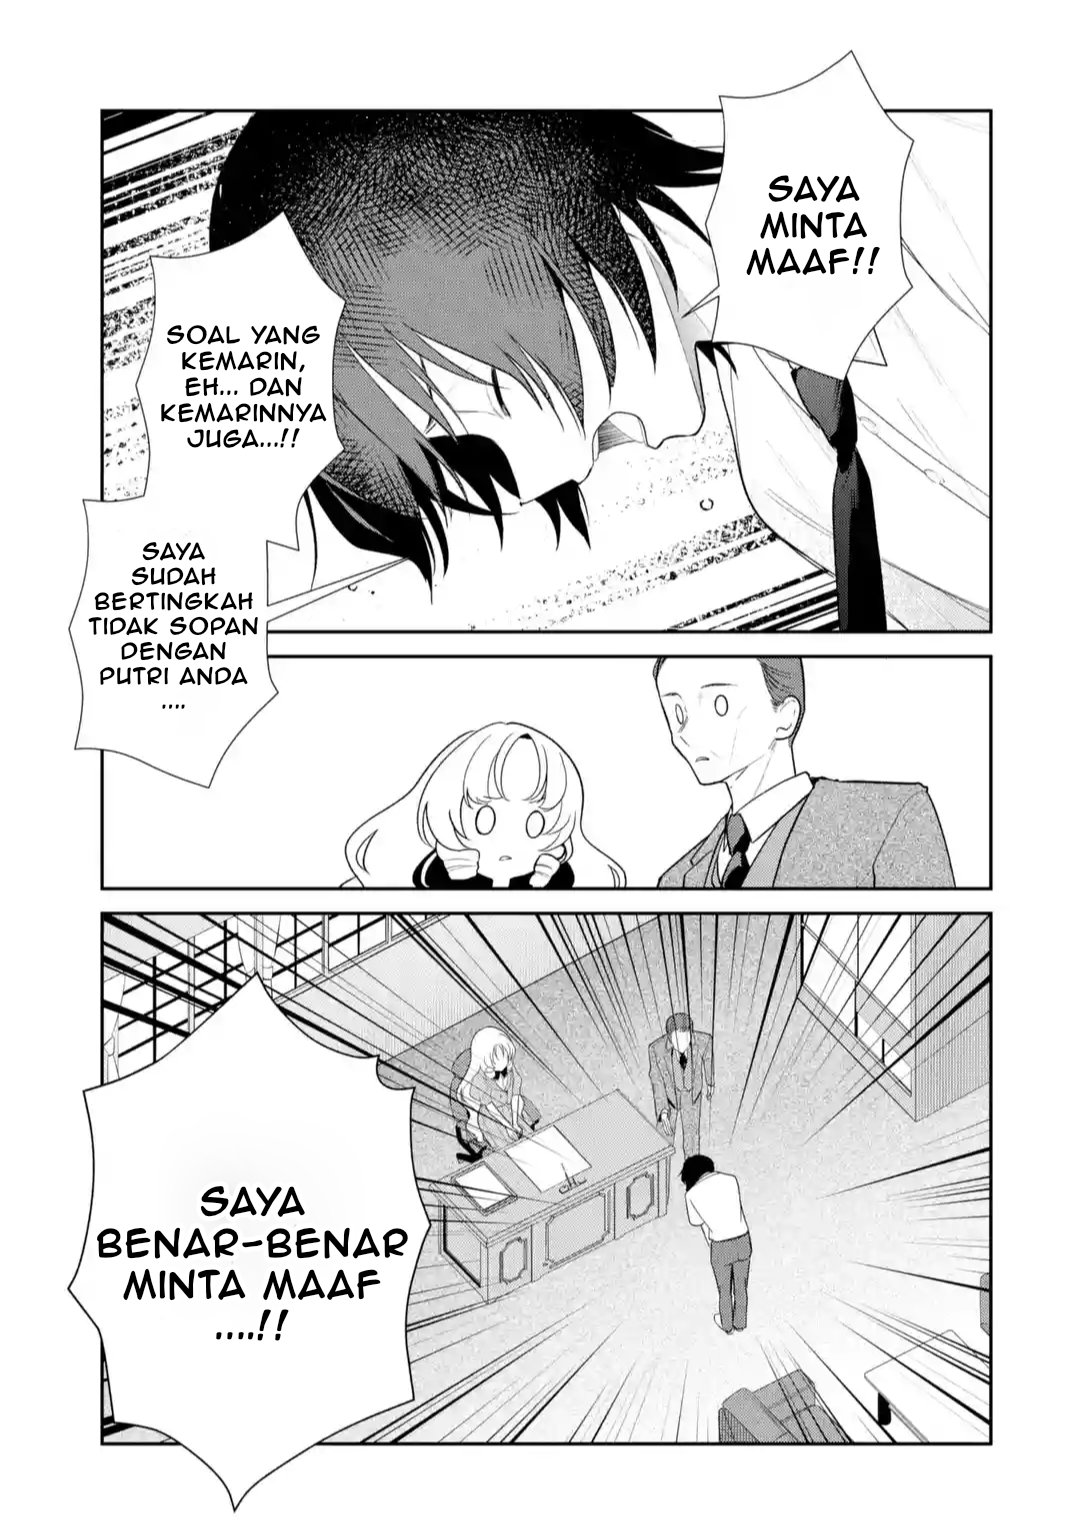 SAYA
MINTA
MAAF!!
SOAL YANG
KEMARIN,
EH... DAN
KEMARINNYA
JUGA...!!
SAYA
SUDAH
BERTINGKAH
TIDAK SOPAN
DENGAN
PUTRI ANDA
....
SAYA
BENAR-BENAR
MINTA MAAF
....!!